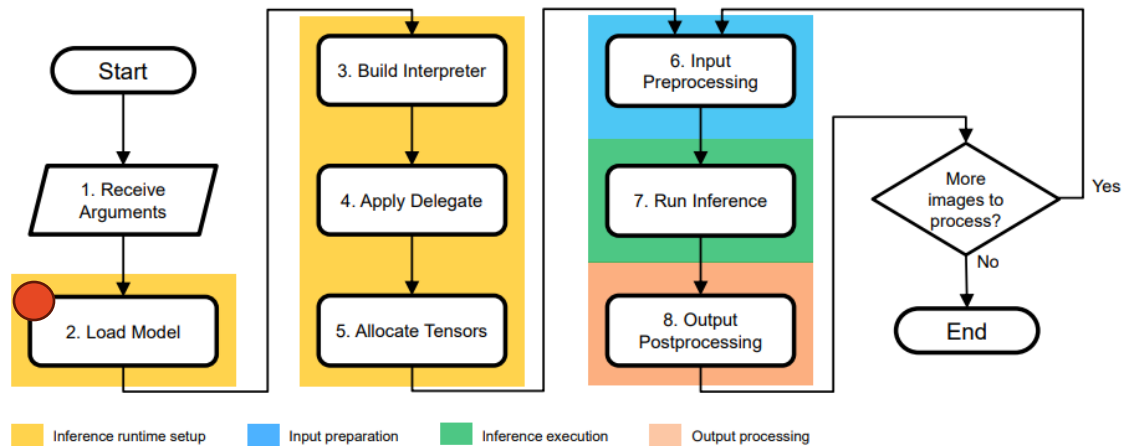 Start
1. Receive
Arguments
2. Load Model
3. Build Interpreter
4. Apply Delegate
5. Allocate Tensors
6. Input
Preprocessing
7. Run Inference
8. Output
Postprocessing
More
images to
process?
Yes
No
End
Inference runtime setup
Input preparation
Inference execution
Output processing